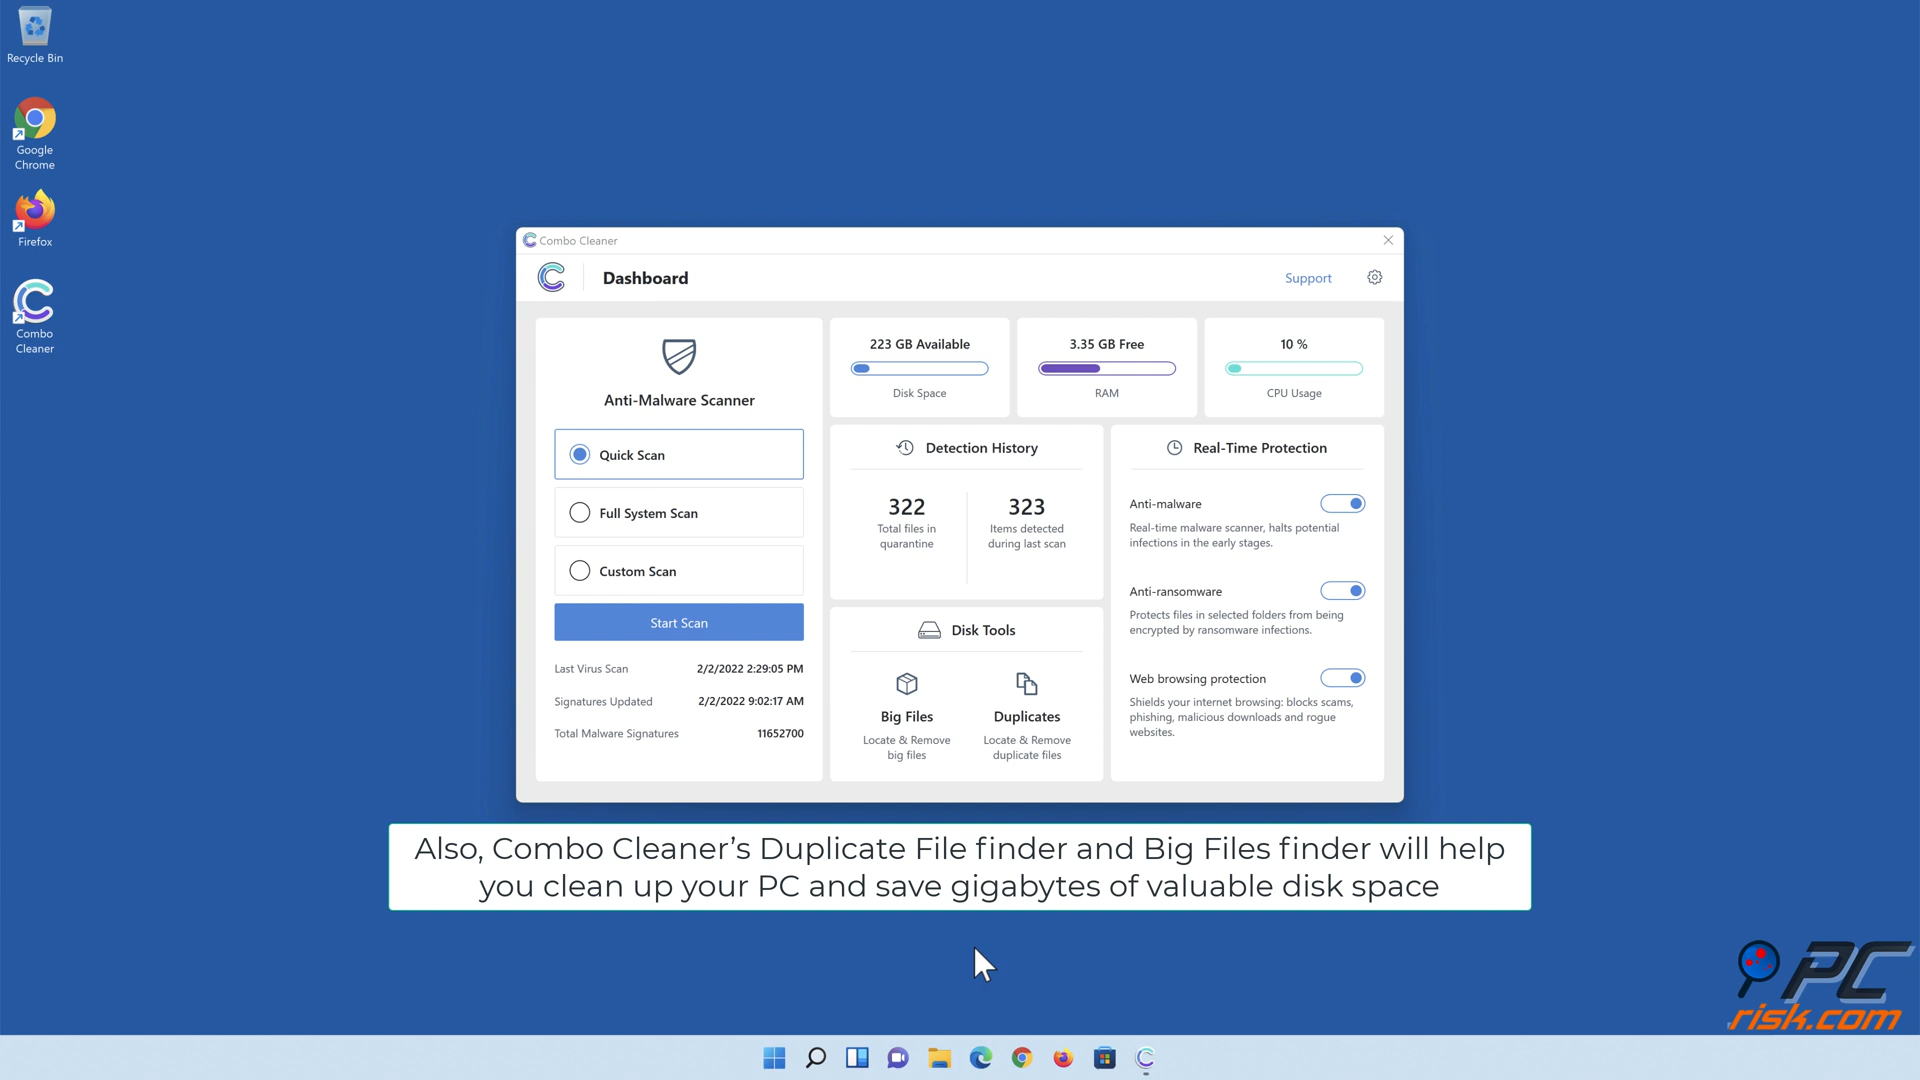 Recycle Bin
Google
Chrome
Firefox
Combo
Cleaner
Combo Cleaner
Dashboard
Support
Anti-Malware Scanner
Quick Scan
Full System Scan
Custom Scan
Start Scan
Last Virus Scan 2/2/2022 2:29:05 PM
Signatures Updated 2/2/2022 9:02:17 AM
Total Malware Signatures 11652700
223 GB Available
Disk Space
3.35 GB Free
RAM
10 %
CPU Usage
Detection History
322
Total files in
quarantine
323
Items detected
during last scan
Disk Tools
Big Files
Locate & Remove
big files
Duplicates
Locate & Remove
duplicate files
Real-Time Protection
Anti-malware
Real-time malware scanner, halts potential
infections in the early stages.
Anti-ransomware
Protects files in selected folders from being
encrypted by ransomware infections.
Web browsing protection
Shields your internet browsing: blocks scams,
phishing, malicious downloads and rogue
websites.
Also, Combo Cleaner’s Duplicate File finder and Big Files finder will help
you clean up your PC and save gigabytes of valuable disk space
PC
risk.com